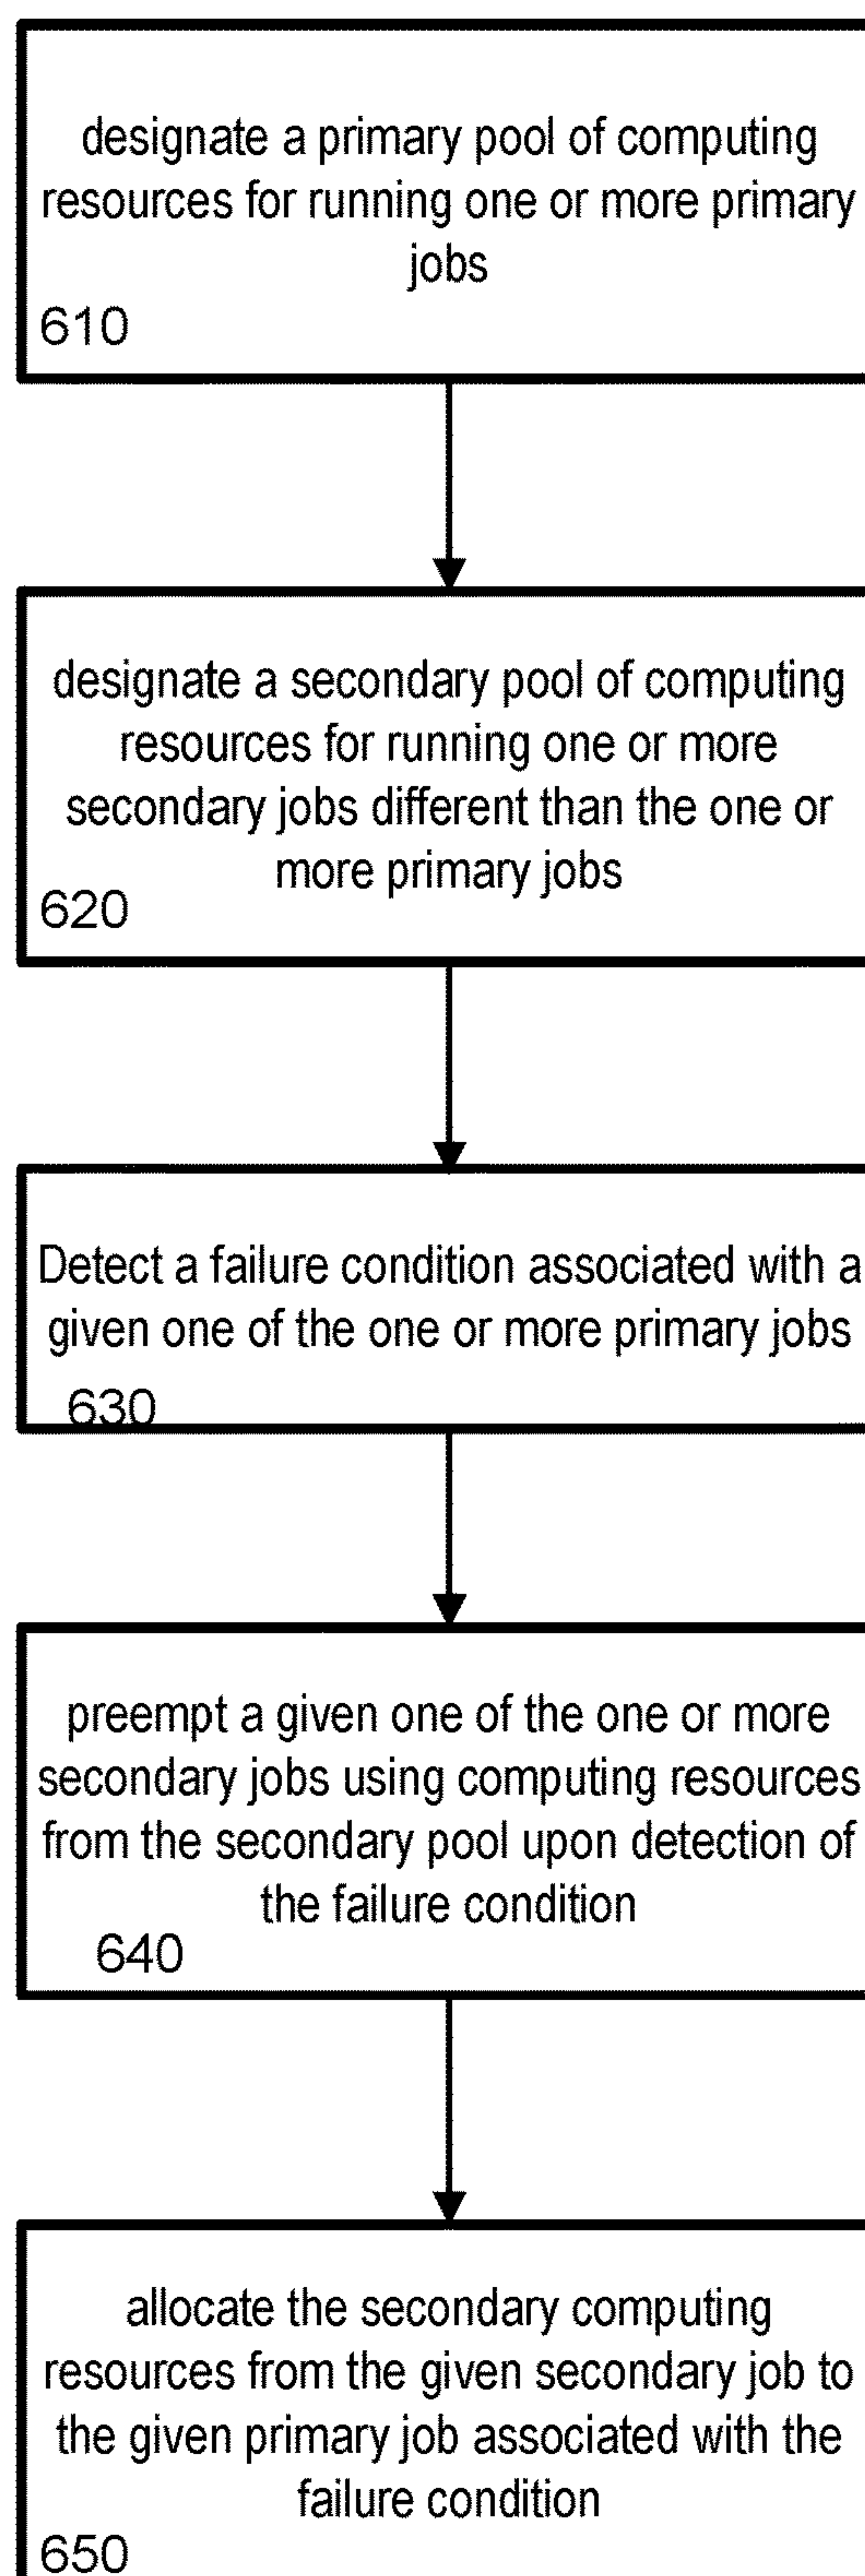 designate a primary pool of computing
resources for running one or more primary
jobs
610
designate a secondary pool of computing
resources for running one or more
secondary jobs different than the one or
more primary jobs
620
Detect a failure condition associated with a
given one of the one or more primary jobs
630
preempt a given one of the one or more
secondary jobs using computing resources
from the secondary pool upon detection of
the failure condition
640
allocate the secondary computing
resources from the given secondary job to
the given primary job associated with the
failure condition
650